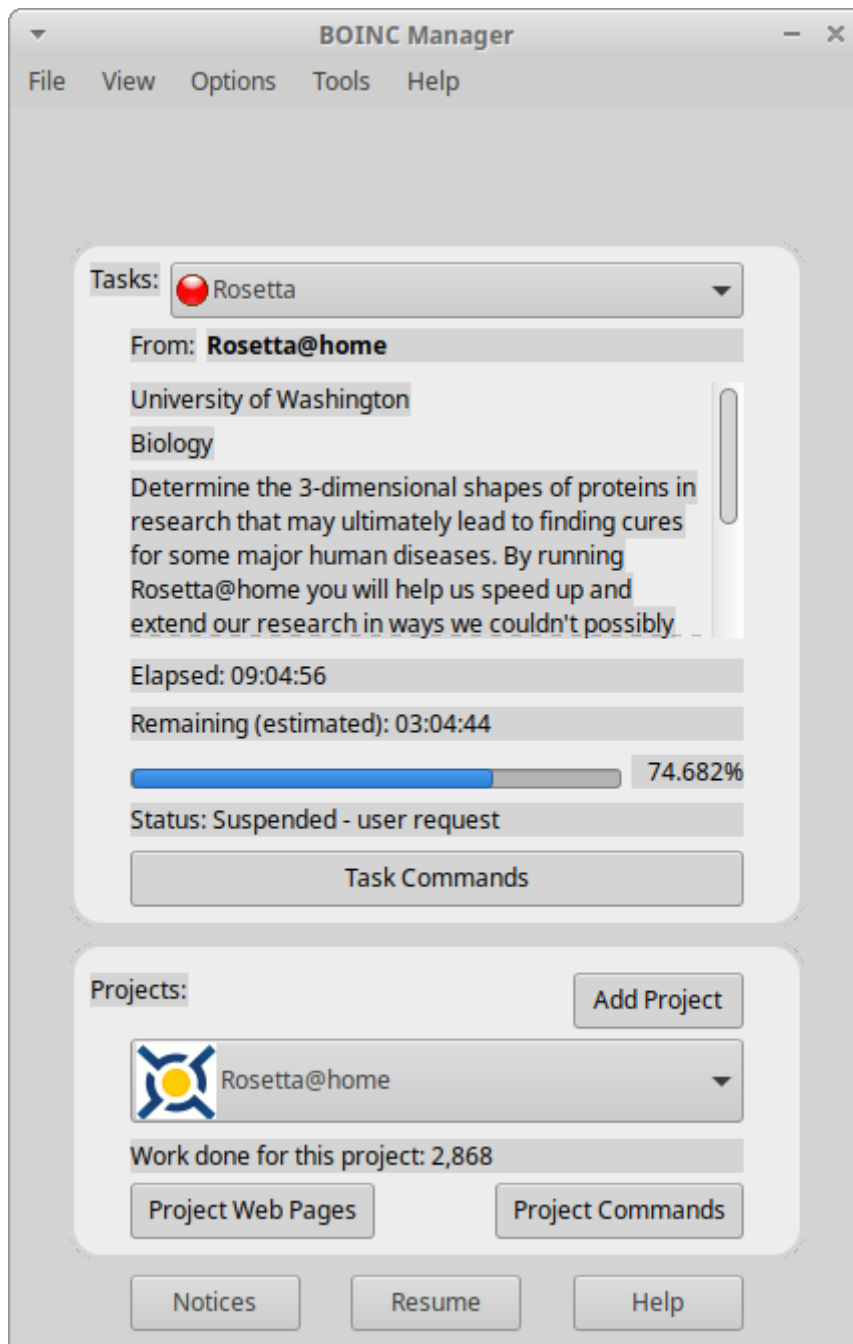 BOINC Manager
File View Options Tools Help
Tasks: Rosetta
From: Rosetta@home
University of Washington
Biology
Determine the 3-dimensional shapes of proteins in
research that may ultimately lead to finding cures
for some major human diseases. By running
Rosetta@home you will help us speed up and
extend our research in ways we couldn't possibly
Elapsed: 09:04:56
Remaining (estimated): 03:04:44
74.682%
Status: Suspended - user request
Task Commands
Projects:
Add Project
Rosetta@home
Work done for this project: 2,868
Project Web Pages Project Commands
Notices Resume Help